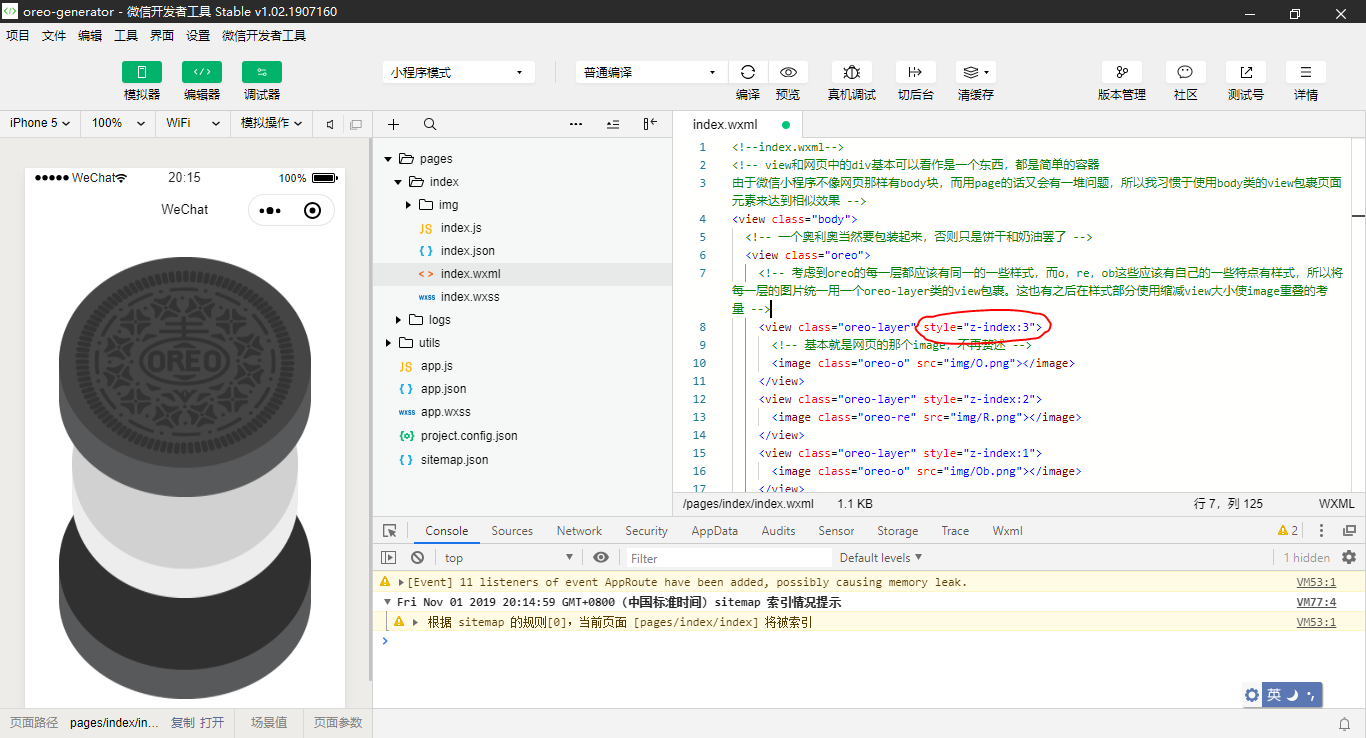 oreo-generator - 微信开发者工具 Stable v1.02.1907160
项目 文件 编辑 工具 界面 设置 微信开发者工具
模拟器 编辑器 调试器 小程序模式 普通编译 编译 预览 真机调试 切后台 清缓存 版本管理 社区 测试号 详情
iPhone 5 100% WiFi 模拟操作
WeChat 20:15 100%
WeChat
OREO
pages
index
img
JS index.js
{ } index.json
< > index.wxml
wxss index.wxss
logs
utils
JS app.js
{ } app.json
wxss app.wxss
{o} project.config.json
{ } sitemap.json
index.wxml
1 <!--index.wxml-->
2 <!-- view和网页中的div基本可以看作是一个东西，都是简单的容器
3 由于微信小程序不像网页那样有body块，而用page的话又会有一堆问题，所以我习惯于使用body类的view包裹页面
元素来达到相似效果 -->
4 <view class="body">
5 <!-- 一个奥利奥当然要包装起来，否则只是饼干和奶油罢了 -->
6 <view class="oreo">
7 <!-- 考虑到oreo的每一层都应该有同一的一些样式，而o，re，ob这些应该有自己的一些特点有样式，所以将
每一层的图片统一用一个oreo-layer类的view包裹。这也有之后在样式部分使用缩减view大小使image重叠的考
量 -->
8 <view class="oreo-layer" style="z-index:3">
9 <!-- 基本就是网页的那个image，不再赘述 -->
10 <image class="oreo-o" src="img/O.png"></image>
11 </view>
12 <view class="oreo-layer" style="z-index:2">
13 <image class="oreo-re" src="img/R.png"></image>
14 </view>
15 <view class="oreo-layer" style="z-index:1">
16 <image class="oreo-o" src="img/Ob.png"></image>
17 </view>
/pages/index/index.wxml 1.1 KB 行 7，列 125 WXML
Console Sources Network Security AppData Audits Sensor Storage Trace Wxml 2
top Filter Default levels 1 hidden
[Event] 11 listeners of event AppRoute have been added, possibly causing memory leak. VM53:1
Fri Nov 01 2019 20:14:59 GMT+0800 (中国标准时间) sitemap 索引情况提示 VM77:4
根据 sitemap 的规则[0]，当前页面 [pages/index/index] 将被索引 VM53:1
英
页面路径 pages/index/in... 复制 打开 场景值 页面参数